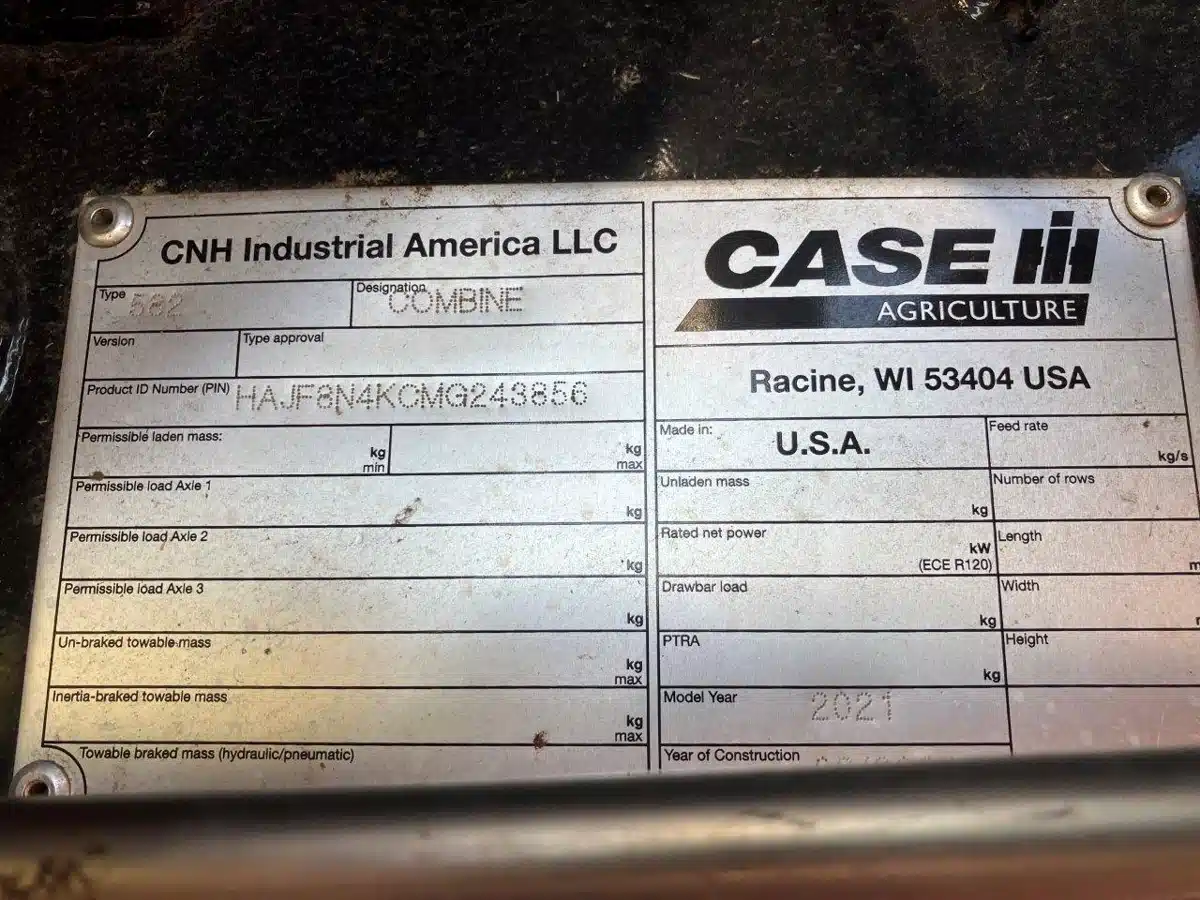 CNH Industrial America LLC
Type 582
Designation COMBINE
Version
Type approval
Product ID Number (PIN) HAJF8N4KCMG243856
Permissible laden mass:
kg min
kg max
Permissible load Axle 1
kg
Permissible load Axle 2
kg
Permissible load Axle 3
kg
Un-braked towable mass
kg max
Inertia-braked towable mass
kg max
Towable braked mass (hydraulic/pneumatic)
CASE IH
AGRICULTURE
Racine, WI 53404 USA
Made in: U.S.A.
Feed rate
kg/s
Unladen mass
kg
Number of rows
Rated net power
kW
(ECE R120)
Length
Drawbar load
kg
Width
PTRA
kg
Height
Model Year 2021
Year of Construction